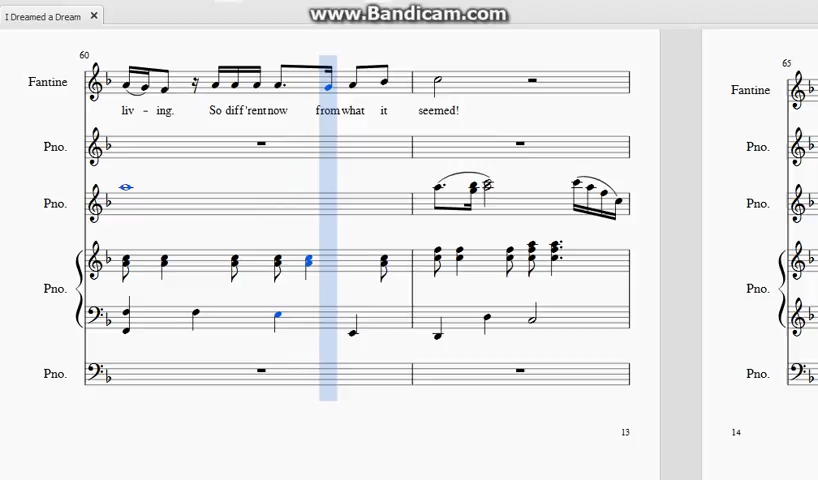 www.Bandicam.com
I Dreamed a Dream
60
65
Fantine
Fantine
liv - ing. So diff'rent now from what it seemed!
Pno.
Pno.
Pno.
Pno.
Pno.
Pno.
Pno.
Pno.
13
14